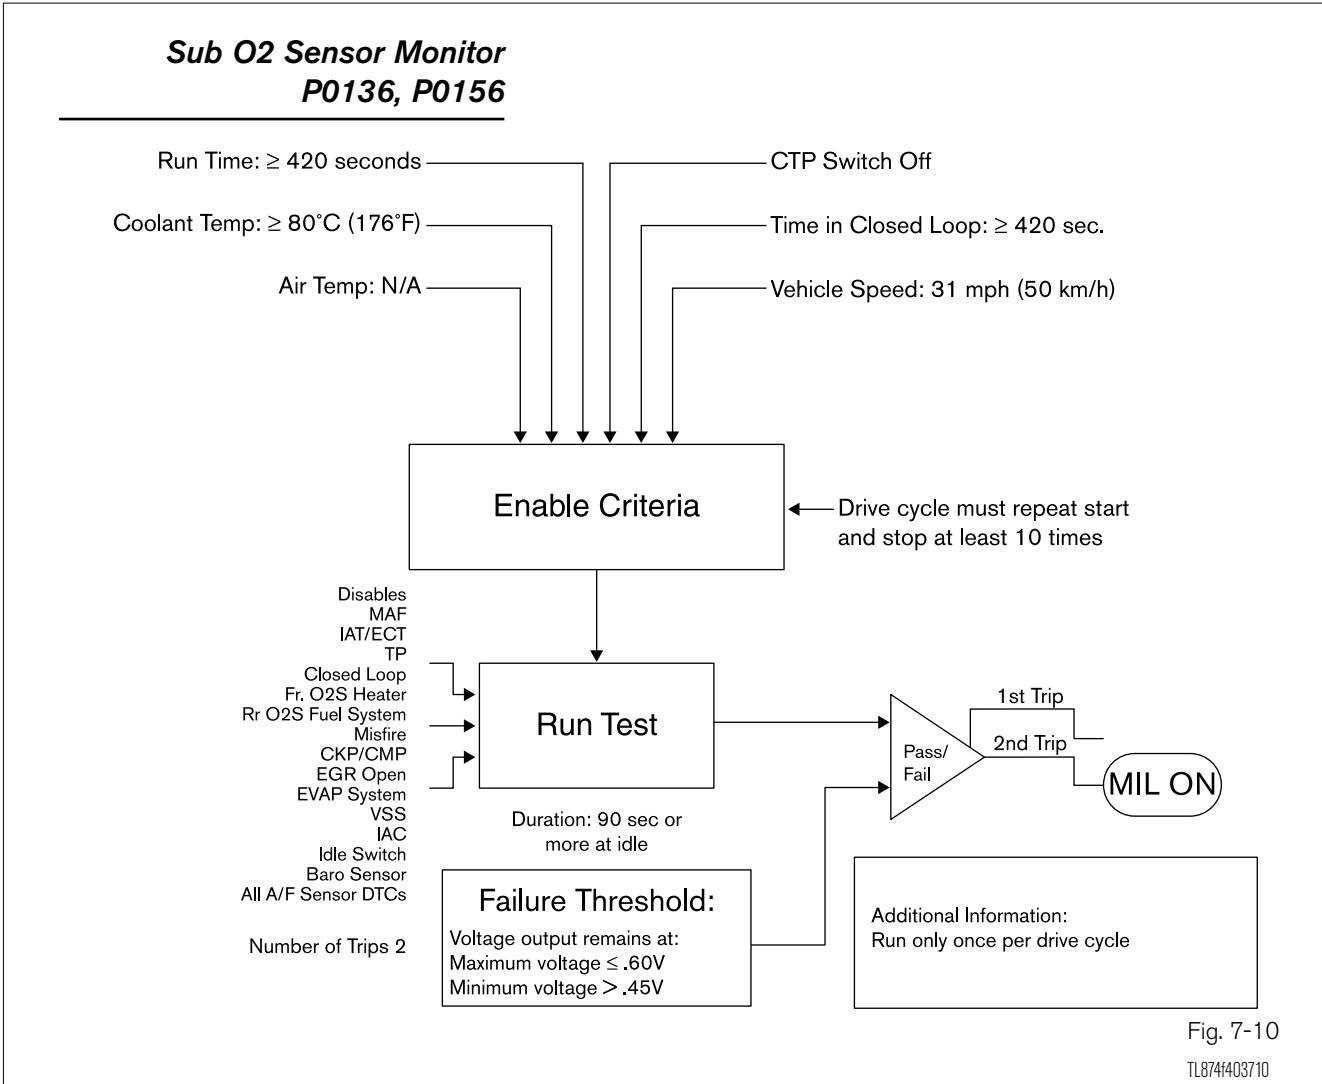 Sub O2 Sensor Monitor
P0136, P0156
Run Time: ≥ 420 seconds
CTP Switch Off
Coolant Temp: ≥ 80°C (176°F)
Time in Closed Loop: ≥ 420 sec.
Air Temp: N/A
Vehicle Speed: 31 mph (50 km/h)
Enable Criteria
Drive cycle must repeat start
and stop at least 10 times
Disables
MAF
IAT/ECT
TP
Closed Loop
Fr. O2S Heater
Rr O2S Fuel System
Misfire
CKP/CMP
EGR Open
EVAP System
VSS
IAC
Idle Switch
Baro Sensor
All A/F Sensor DTCs
Number of Trips 2
Run Test
Duration: 90 sec or
more at idle
Pass/
Fail
1st Trip
2nd Trip
MIL ON
Failure Threshold:
Voltage output remains at:
Maximum voltage ≤ .60V
Minimum voltage > .45V
Additional Information:
Run only once per drive cycle
Fig. 7-10
TL874f403710